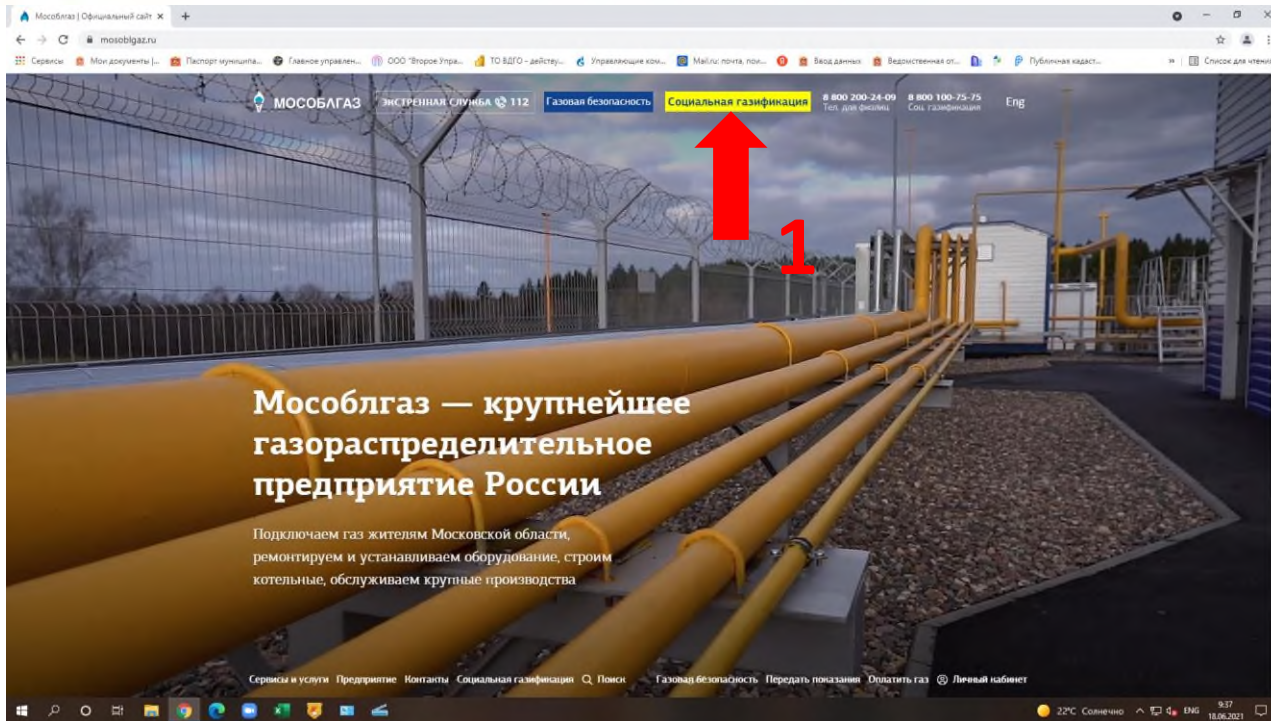 Мособлгаз | Официальный сайт
mosoblgaz.ru
Сервисы Мои документы |... Паспорт муниципа... Главное управлен... ООО "Второе Упра... ТО ВДГО - действу... Управляющие ком... Mail.ru: почта, пои... Ввод данных Ведомственная от... Публичная кадаст... » Список для чтения
МОСОБЛГАЗ ЭКСТРЕННАЯ СЛУЖБА 112 Газовая безопасность Социальная газификация 8 800 200-24-09 8 800 100-75-75 Eng
Тел. для физлиц Соц. газификация
1
Мособлгаз — крупнейшее
газораспределительное
предприятие России
Подключаем газ жителям Московской области,
ремонтируем и устанавливаем оборудование, строим
котельные, обслуживаем крупные производства
Сервисы и услуги Предприятие Контакты Социальная газификация Поиск Газовая безопасность Передать показания Оплатить газ Личный кабинет
22°C Солнечно ENG 9:37
18.06.2021